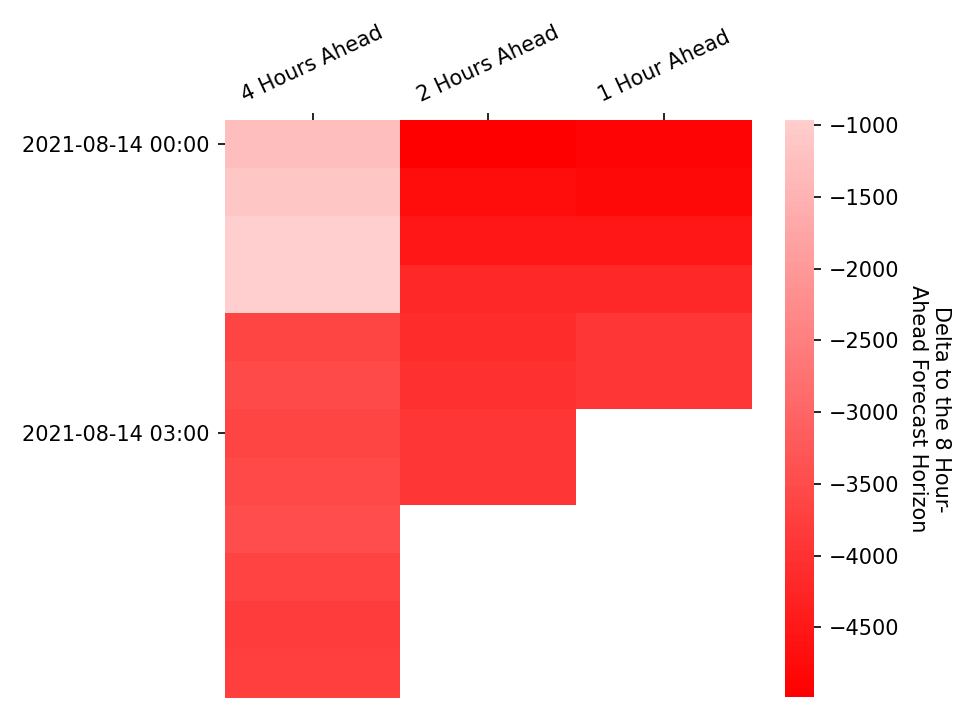 4 Hours Ahead
2 Hours Ahead
1 Hour Ahead
2021-08-14 00:00
2021-08-14 03:00
−1000
−1500
−2000
−2500
−3000
−3500
−4000
−4500
Delta to the 8 Hour-
Ahead Forecast Horizon